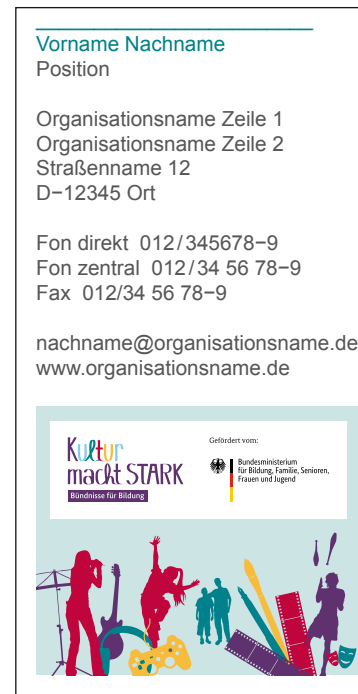 Vorname Nachname
Position
Organisationsname Zeile 1
Organisationsname Zeile 2
Straßenname 12
D−12345 Ort
Fon direkt 012/345678−9
Fon zentral 012/34 56 78−9
Fax 012/34 56 78−9
nachname@organisationsname.de
www.organisationsname.de
Kultur
macht STARK
Bündnisse für Bildung
Gefördert vom:
Bundesministerium
für Bildung, Familie, Senioren,
Frauen und Jugend